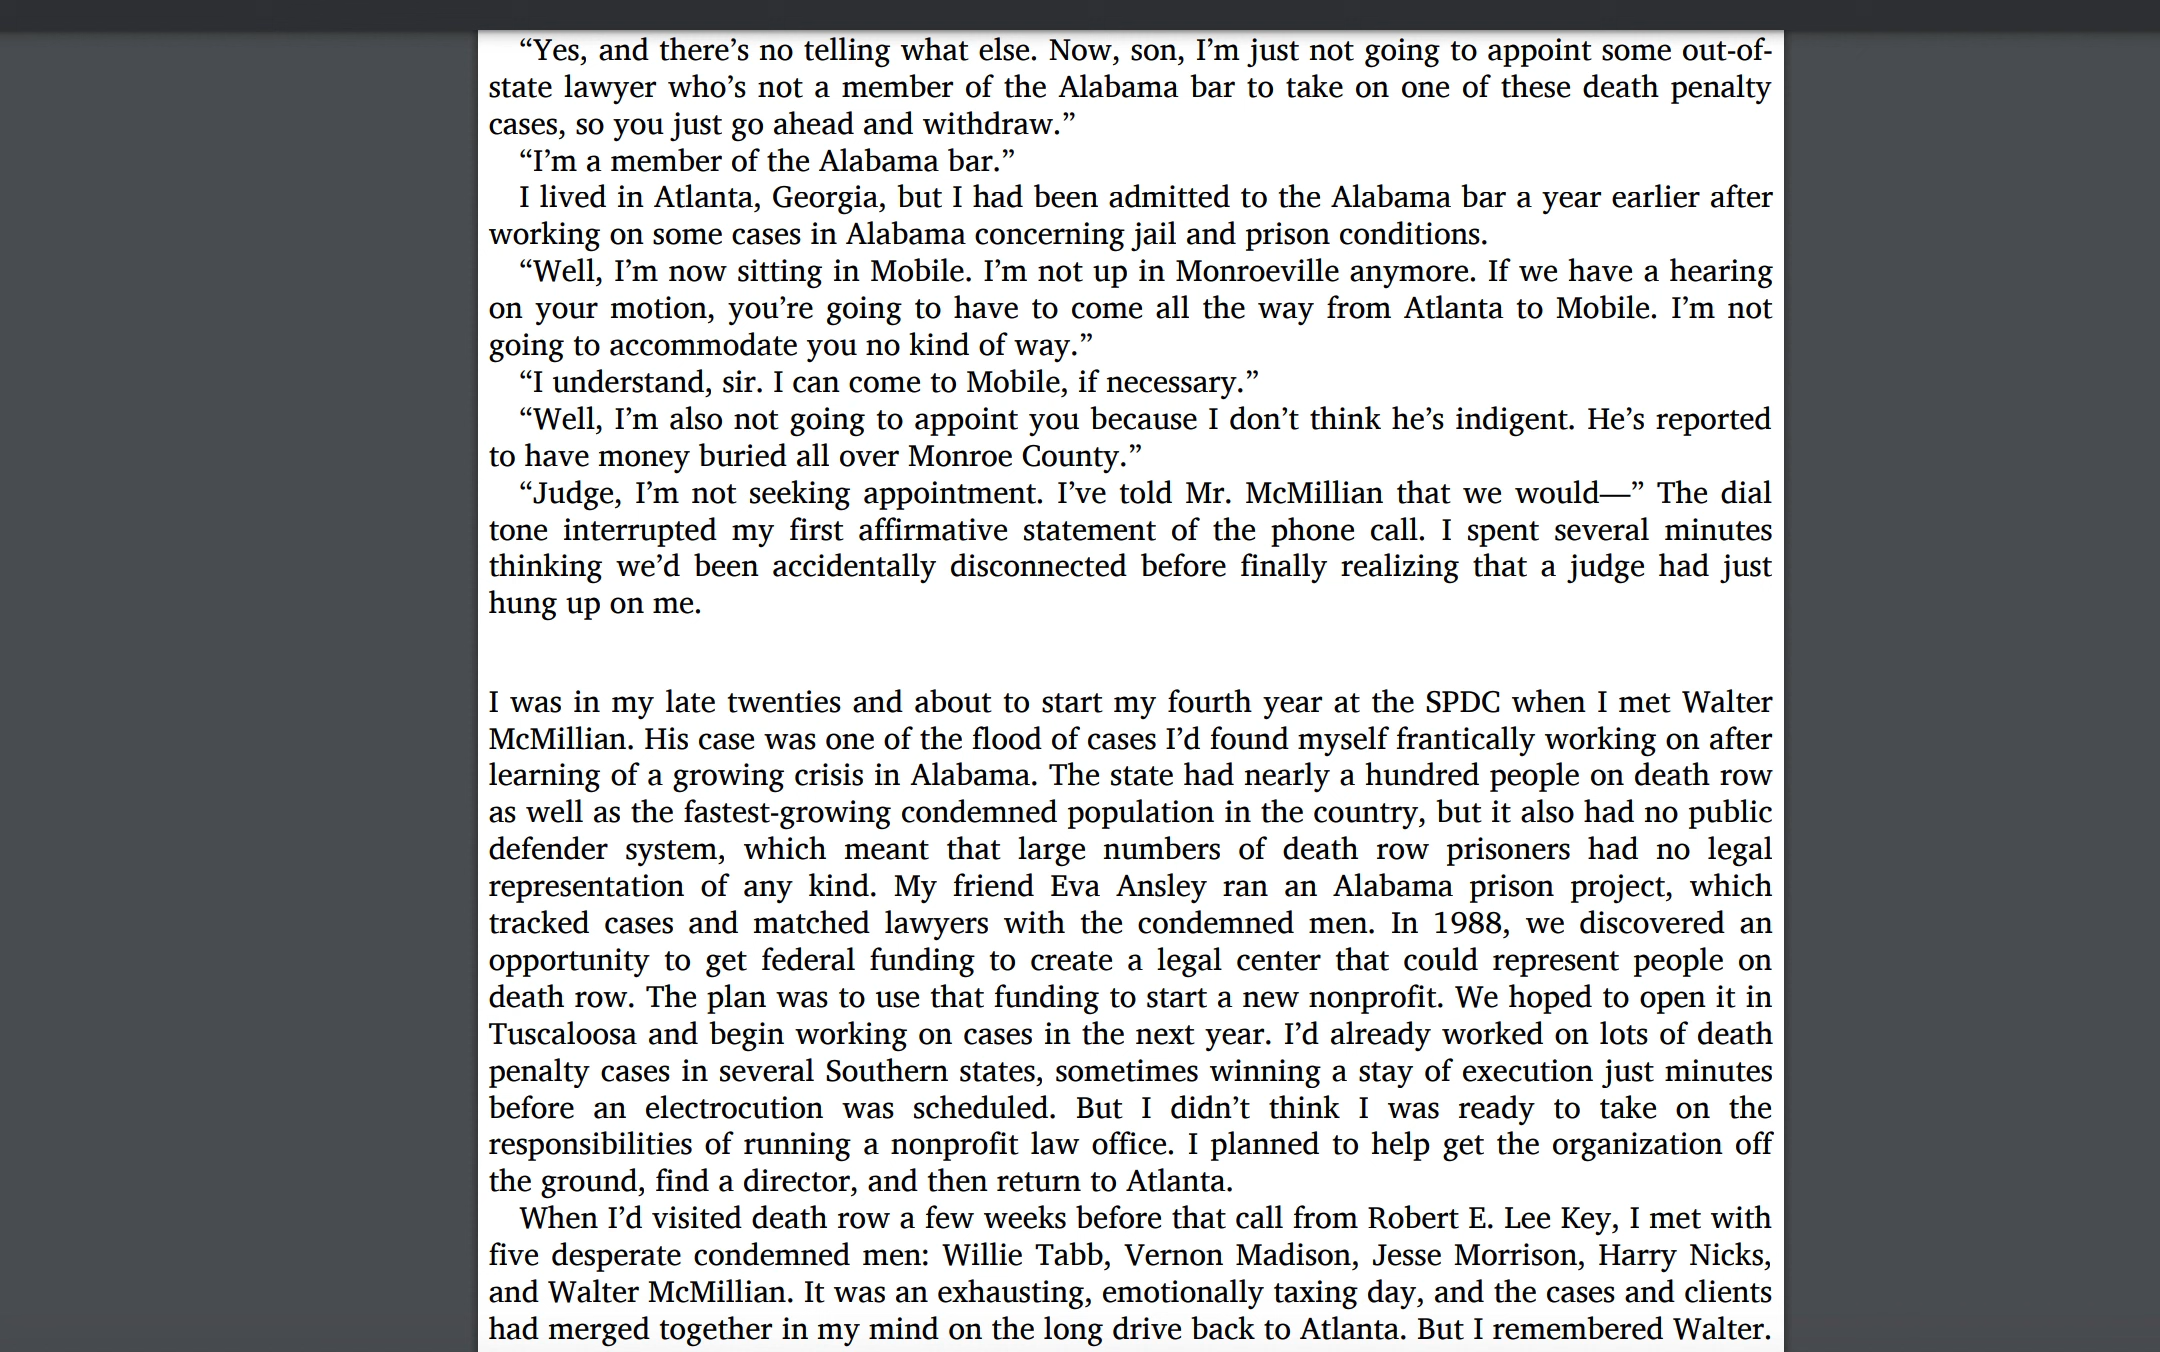 “Yes, and there’s no telling what else. Now, son, I’m just not going to appoint some out-of-
state lawyer who’s not a member of the Alabama bar to take on one of these death penalty
cases, so you just go ahead and withdraw.”
“I’m a member of the Alabama bar.”
I lived in Atlanta, Georgia, but I had been admitted to the Alabama bar a year earlier after
working on some cases in Alabama concerning jail and prison conditions.
“Well, I’m now sitting in Mobile. I’m not up in Monroeville anymore. If we have a hearing
on your motion, you’re going to have to come all the way from Atlanta to Mobile. I’m not
going to accommodate you no kind of way.”
“I understand, sir. I can come to Mobile, if necessary.”
“Well, I’m also not going to appoint you because I don’t think he’s indigent. He’s reported
to have money buried all over Monroe County.”
“Judge, I’m not seeking appointment. I’ve told Mr. McMillian that we would—” The dial
tone interrupted my first affirmative statement of the phone call. I spent several minutes
thinking we’d been accidentally disconnected before finally realizing that a judge had just
hung up on me.
I was in my late twenties and about to start my fourth year at the SPDC when I met Walter
McMillian. His case was one of the flood of cases I’d found myself frantically working on after
learning of a growing crisis in Alabama. The state had nearly a hundred people on death row
as well as the fastest-growing condemned population in the country, but it also had no public
defender system, which meant that large numbers of death row prisoners had no legal
representation of any kind. My friend Eva Ansley ran an Alabama prison project, which
tracked cases and matched lawyers with the condemned men. In 1988, we discovered an
opportunity to get federal funding to create a legal center that could represent people on
death row. The plan was to use that funding to start a new nonprofit. We hoped to open it in
Tuscaloosa and begin working on cases in the next year. I’d already worked on lots of death
penalty cases in several Southern states, sometimes winning a stay of execution just minutes
before an electrocution was scheduled. But I didn’t think I was ready to take on the
responsibilities of running a nonprofit law office. I planned to help get the organization off
the ground, find a director, and then return to Atlanta.
When I’d visited death row a few weeks before that call from Robert E. Lee Key, I met with
five desperate condemned men: Willie Tabb, Vernon Madison, Jesse Morrison, Harry Nicks,
and Walter McMillian. It was an exhausting, emotionally taxing day, and the cases and clients
had merged together in my mind on the long drive back to Atlanta. But I remembered Walter.